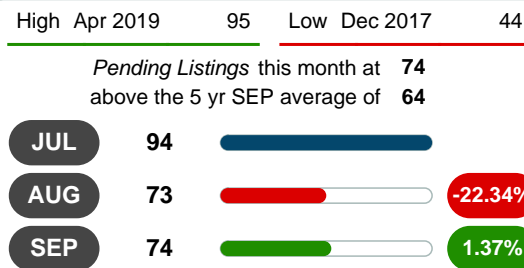 High Apr 2019 95 Low Dec 2017 44
Pending Listings this month at 74
above the 5 yr SEP average of 64
JUL 94
AUG 73 -22.34%
SEP 74 1.37%